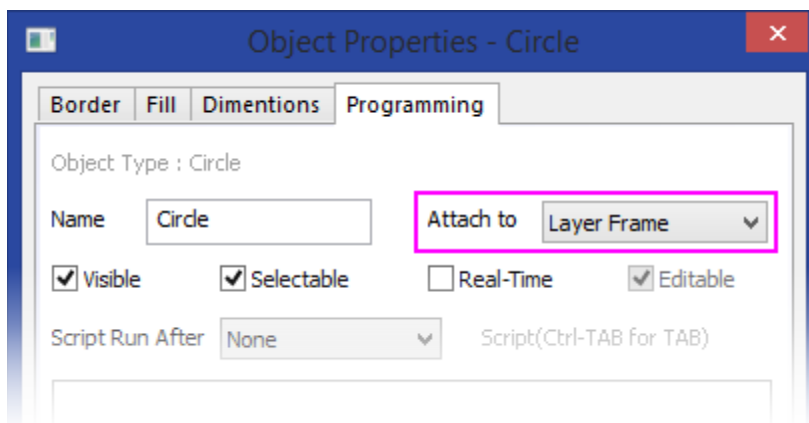 Object Properties - Circle
Border Fill Dimentions Programming
Object Type : Circle
Name Circle Attach to Layer Frame
Visible Selectable Real-Time Editable
Script Run After None Script(Ctrl-TAB for TAB)